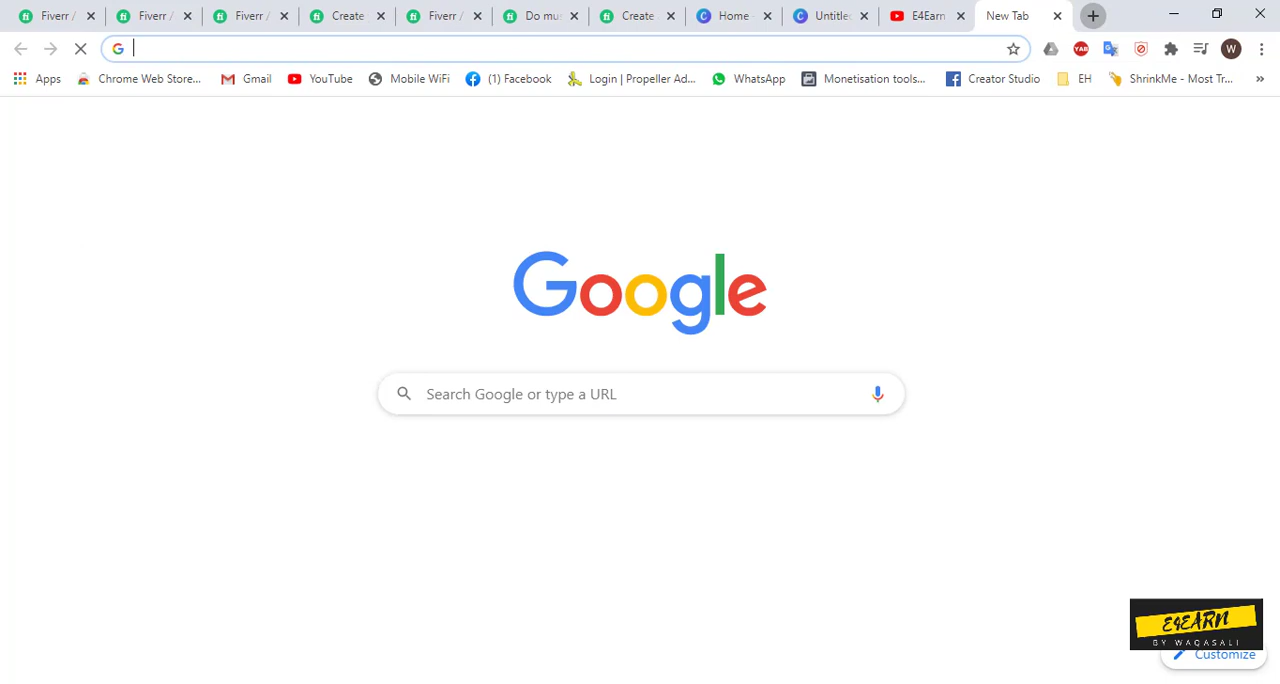 Fiverr /
Fiverr /
Fiverr /
Create
Fiverr /
Do mu
Create
Home -
Untitle
E4Earn
New Tab
YAB
W
Apps
Chrome Web Store...
Gmail
YouTube
Mobile WiFi
(1) Facebook
Login | Propeller Ad...
WhatsApp
Monetisation tools...
Creator Studio
EH
ShrinkMe - Most Tr...
»
Google
Search Google or type a URL
E4EARN
BY WAQASALI
Customize